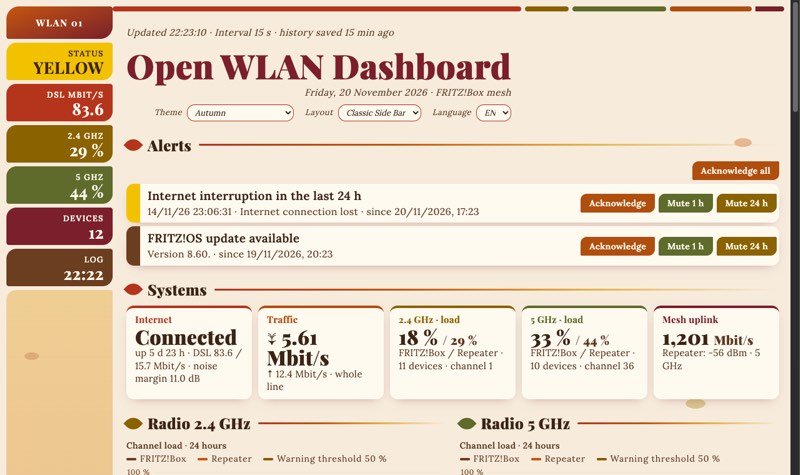 WLAN 01
STATUS
YELLOW
DSL MBIT/S
83.6
2.4 GHZ
29 %
5 GHZ
44 %
DEVICES
12
LOG
22:22
Updated 22:23:10 · Interval 15 s · history saved 15 min ago
Open WLAN Dashboard
Friday, 20 November 2026 · FRITZ!Box mesh
Theme Autumn Layout Classic Side Bar Language EN
Alerts
Acknowledge all
Internet interruption in the last 24 h
14/11/26 23:06:31 · Internet connection lost · since 20/11/2026, 17:23
Acknowledge Mute 1 h Mute 24 h
FRITZ!OS update available
Version 8.60. · since 19/11/2026, 20:23
Acknowledge Mute 1 h Mute 24 h
Systems
Internet
Connected
up 5 d 23 h · DSL 83.6 /
15.7 Mbit/s · noise
margin 11.0 dB
Traffic
5.61
Mbit/s
↑ 12.4 Mbit/s · whole
line
2.4 GHz · load
18 % / 29 %
FRITZ!Box / Repeater ·
11 devices · channel 1
5 GHz · load
33 % / 44 %
FRITZ!Box / Repeater ·
10 devices · channel 36
Mesh uplink
1,201 Mbit/s
Repeater: -56 dBm · 5
GHz
Radio 2.4 GHz
Channel load · 24 hours
FRITZ!Box Repeater Warning threshold 50 %
100 %
Radio 5 GHz
Channel load · 24 hours
FRITZ!Box Repeater Warning threshold 50 %
100 %